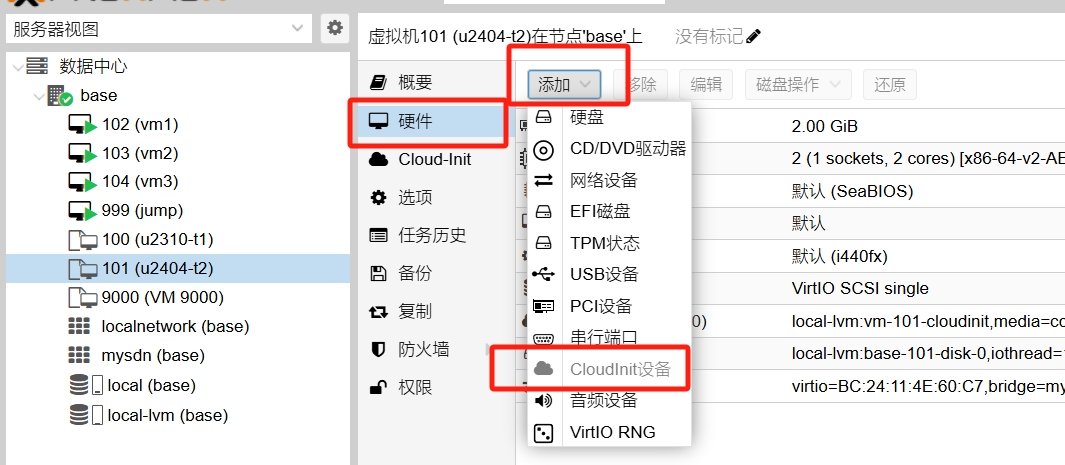 服务器视图
数据中心
base
102 (vm1)
103 (vm2)
104 (vm3)
999 (jump)
100 (u2310-t1)
101 (u2404-t2)
9000 (VM 9000)
localnetwork (base)
mysdn (base)
local (base)
local-lvm (base)
虚拟机101 (u2404-t2)在节点'base'上 没有标记
概要
硬件
Cloud-Init
选项
任务历史
备份
复制
防火墙
权限
添加 移除 编辑 磁盘操作 还原
硬盘
CD/DVD驱动器
网络设备
EFI磁盘
TPM状态
USB设备
PCI设备
串行端口
CloudInit设备
音频设备
VirtIO RNG
2.00 GiB
2 (1 sockets, 2 cores) [x86-64-v2-AE
默认 (SeaBIOS)
默认
默认 (i440fx)
VirtIO SCSI single
0) local-lvm:vm-101-cloudinit,media=c
local-lvm:base-101-disk-0,iothread=
virtio=BC:24:11:4E:60:C7,bridge=my